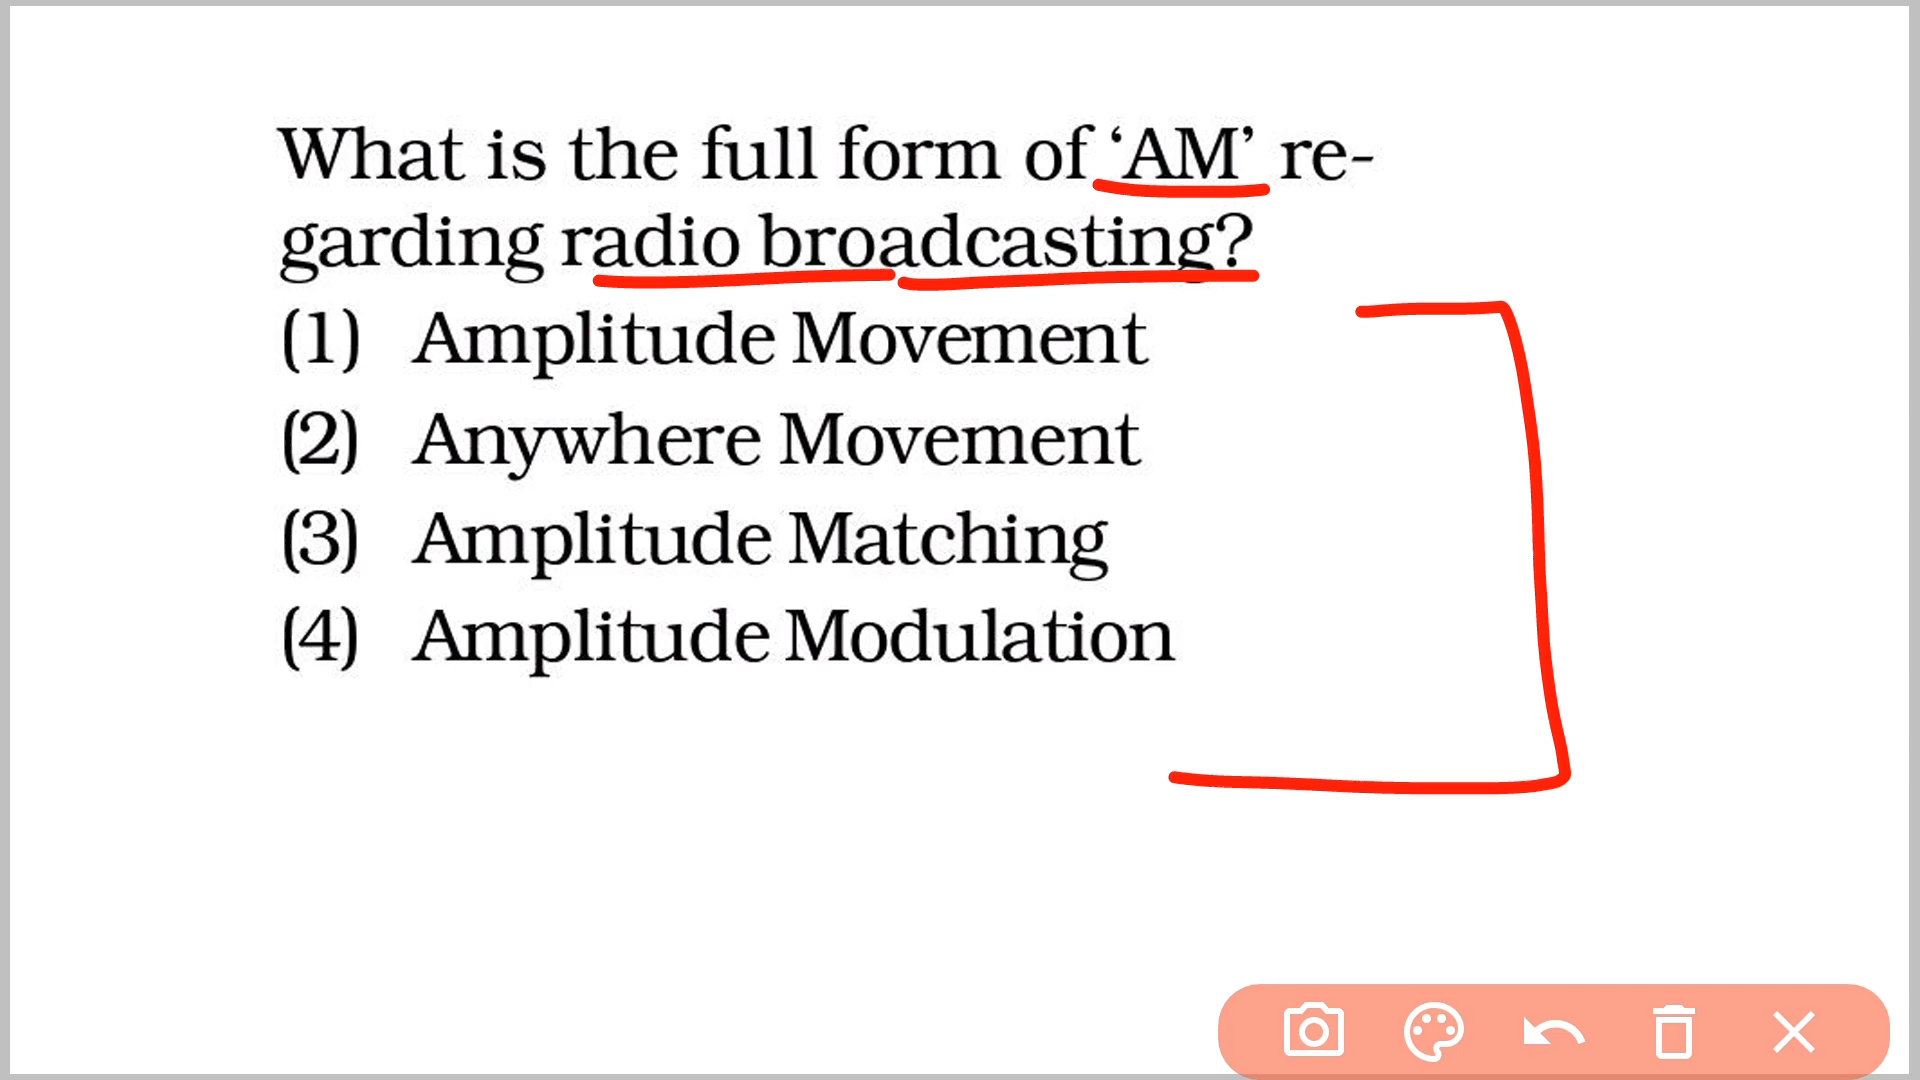 What is the full form of ‘AM’ re-
garding radio broadcasting?
(1) Amplitude Movement
(2) Anywhere Movement
(3) Amplitude Matching
(4) Amplitude Modulation